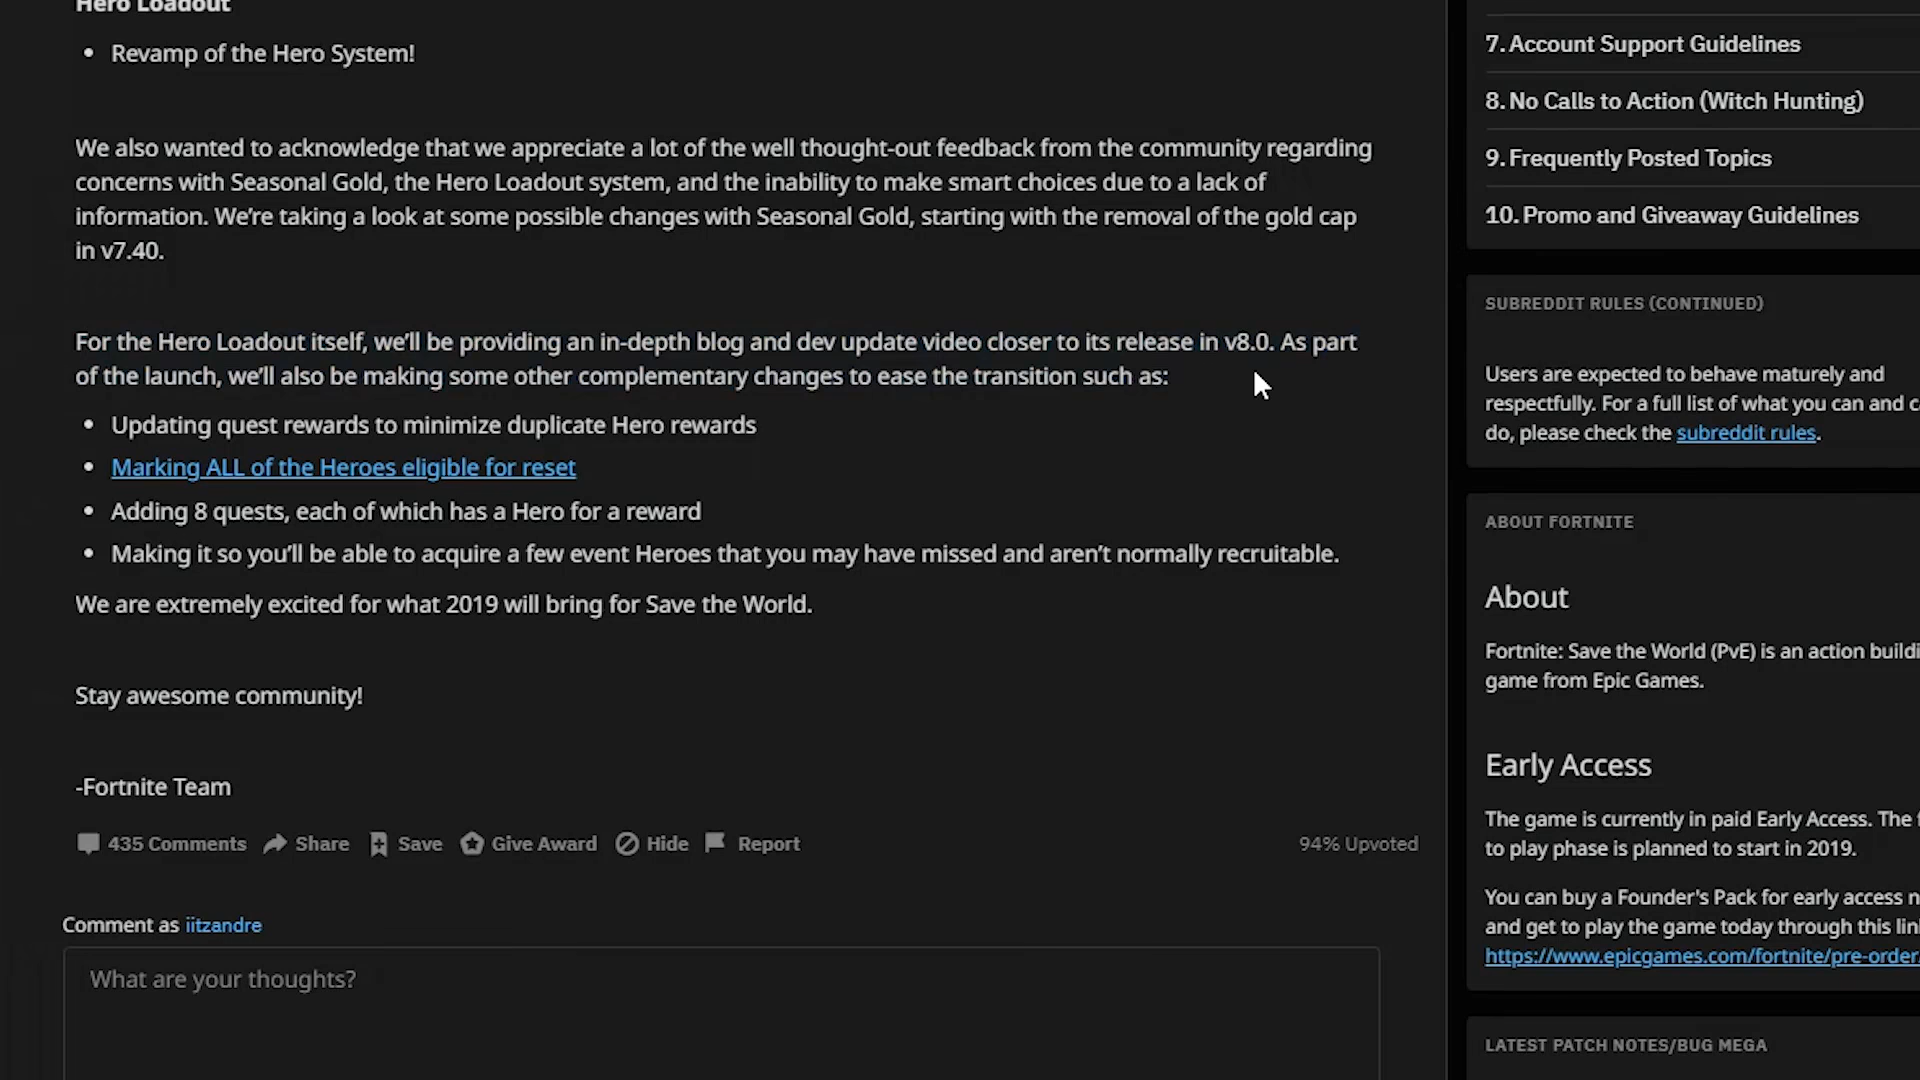 Hero Loadout
• Revamp of the Hero System!
We also wanted to acknowledge that we appreciate a lot of the well thought-out feedback from the community regarding
concerns with Seasonal Gold, the Hero Loadout system, and the inability to make smart choices due to a lack of
information. We’re taking a look at some possible changes with Seasonal Gold, starting with the removal of the gold cap
in v7.40.
For the Hero Loadout itself, we’ll be providing an in-depth blog and dev update video closer to its release in v8.0. As part
of the launch, we’ll also be making some other complementary changes to ease the transition such as:
• Updating quest rewards to minimize duplicate Hero rewards
• Marking ALL of the Heroes eligible for reset
• Adding 8 quests, each of which has a Hero for a reward
• Making it so you’ll be able to acquire a few event Heroes that you may have missed and aren’t normally recruitable.
We are extremely excited for what 2019 will bring for Save the World.
Stay awesome community!
-Fortnite Team
435 Comments Share Save Give Award Hide Report 94% Upvoted
Comment as iitzandre
What are your thoughts?
7. Account Support Guidelines
8. No Calls to Action (Witch Hunting)
9. Frequently Posted Topics
10. Promo and Giveaway Guidelines
SUBREDDIT RULES (CONTINUED)
Users are expected to behave maturely and
respectfully. For a full list of what you can and
do, please check the subreddit rules.
ABOUT FORTNITE
About
Fortnite: Save the World (PvE) is an action
game from Epic Games.
Early Access
The game is currently in paid Early Access. The
to play phase is planned to start in 2019.
You can buy a Founder's Pack for early access
and get to play the game today through this
https://www.epicgames.com/fortnite/pre-order
LATEST PATCH NOTES/BUG MEGA